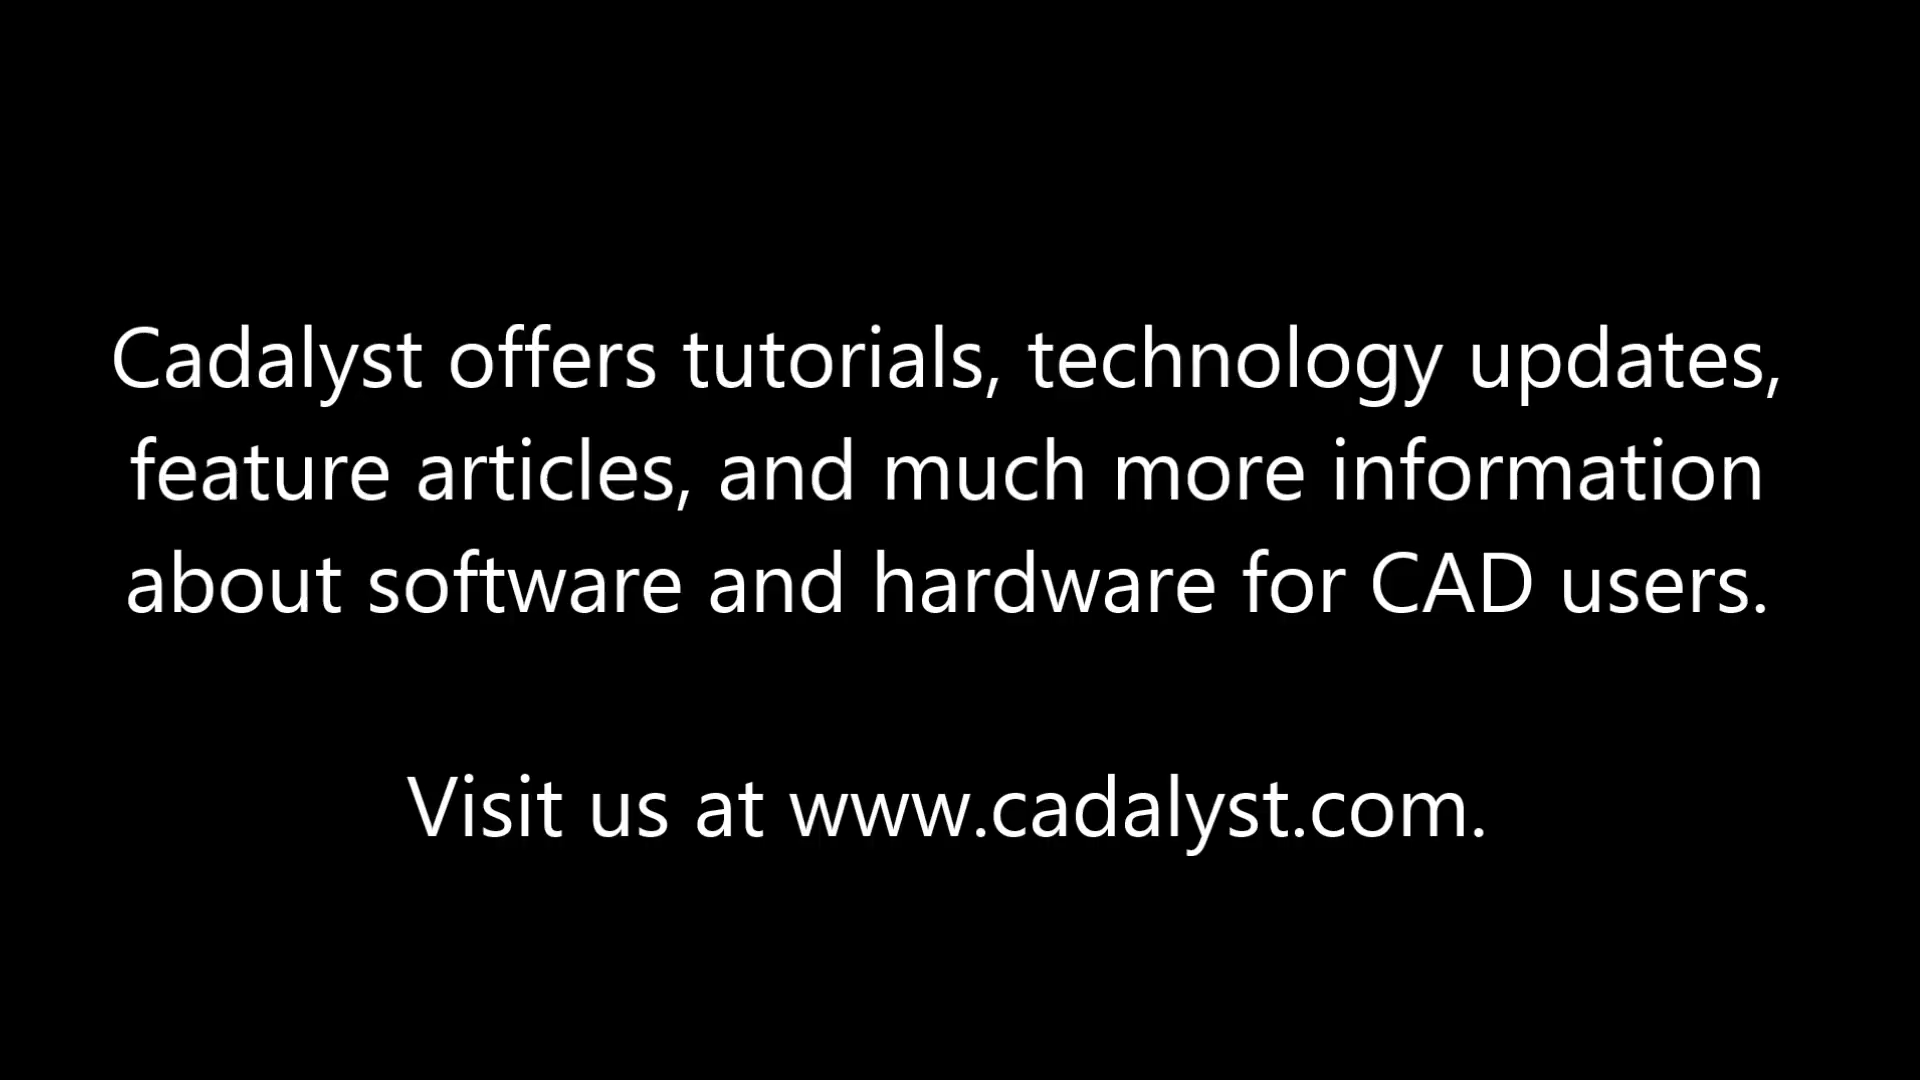 Cadalyst offers tutorials, technology updates,
feature articles, and much more information
about software and hardware for CAD users.
Visit us at www.cadalyst.com.